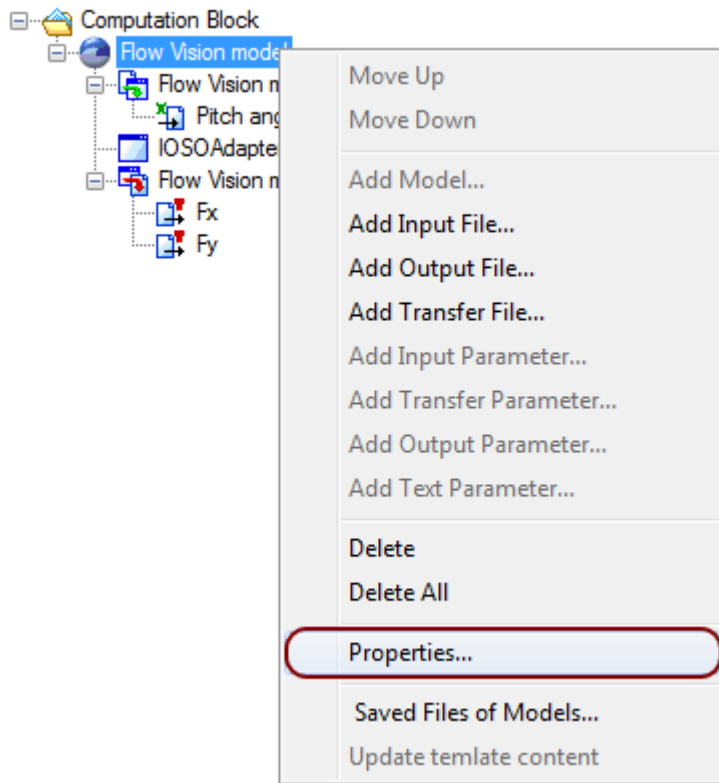 Computation Block
Flow Vision model
Flow Vision m
Pitch ang
IOSOAdapte
Flow Vision m
Fx
Fy
Move Up
Move Down
Add Model...
Add Input File...
Add Output File...
Add Transfer File...
Add Input Parameter...
Add Transfer Parameter...
Add Output Parameter...
Add Text Parameter...
Delete
Delete All
Properties...
Saved Files of Models...
Update temlate content